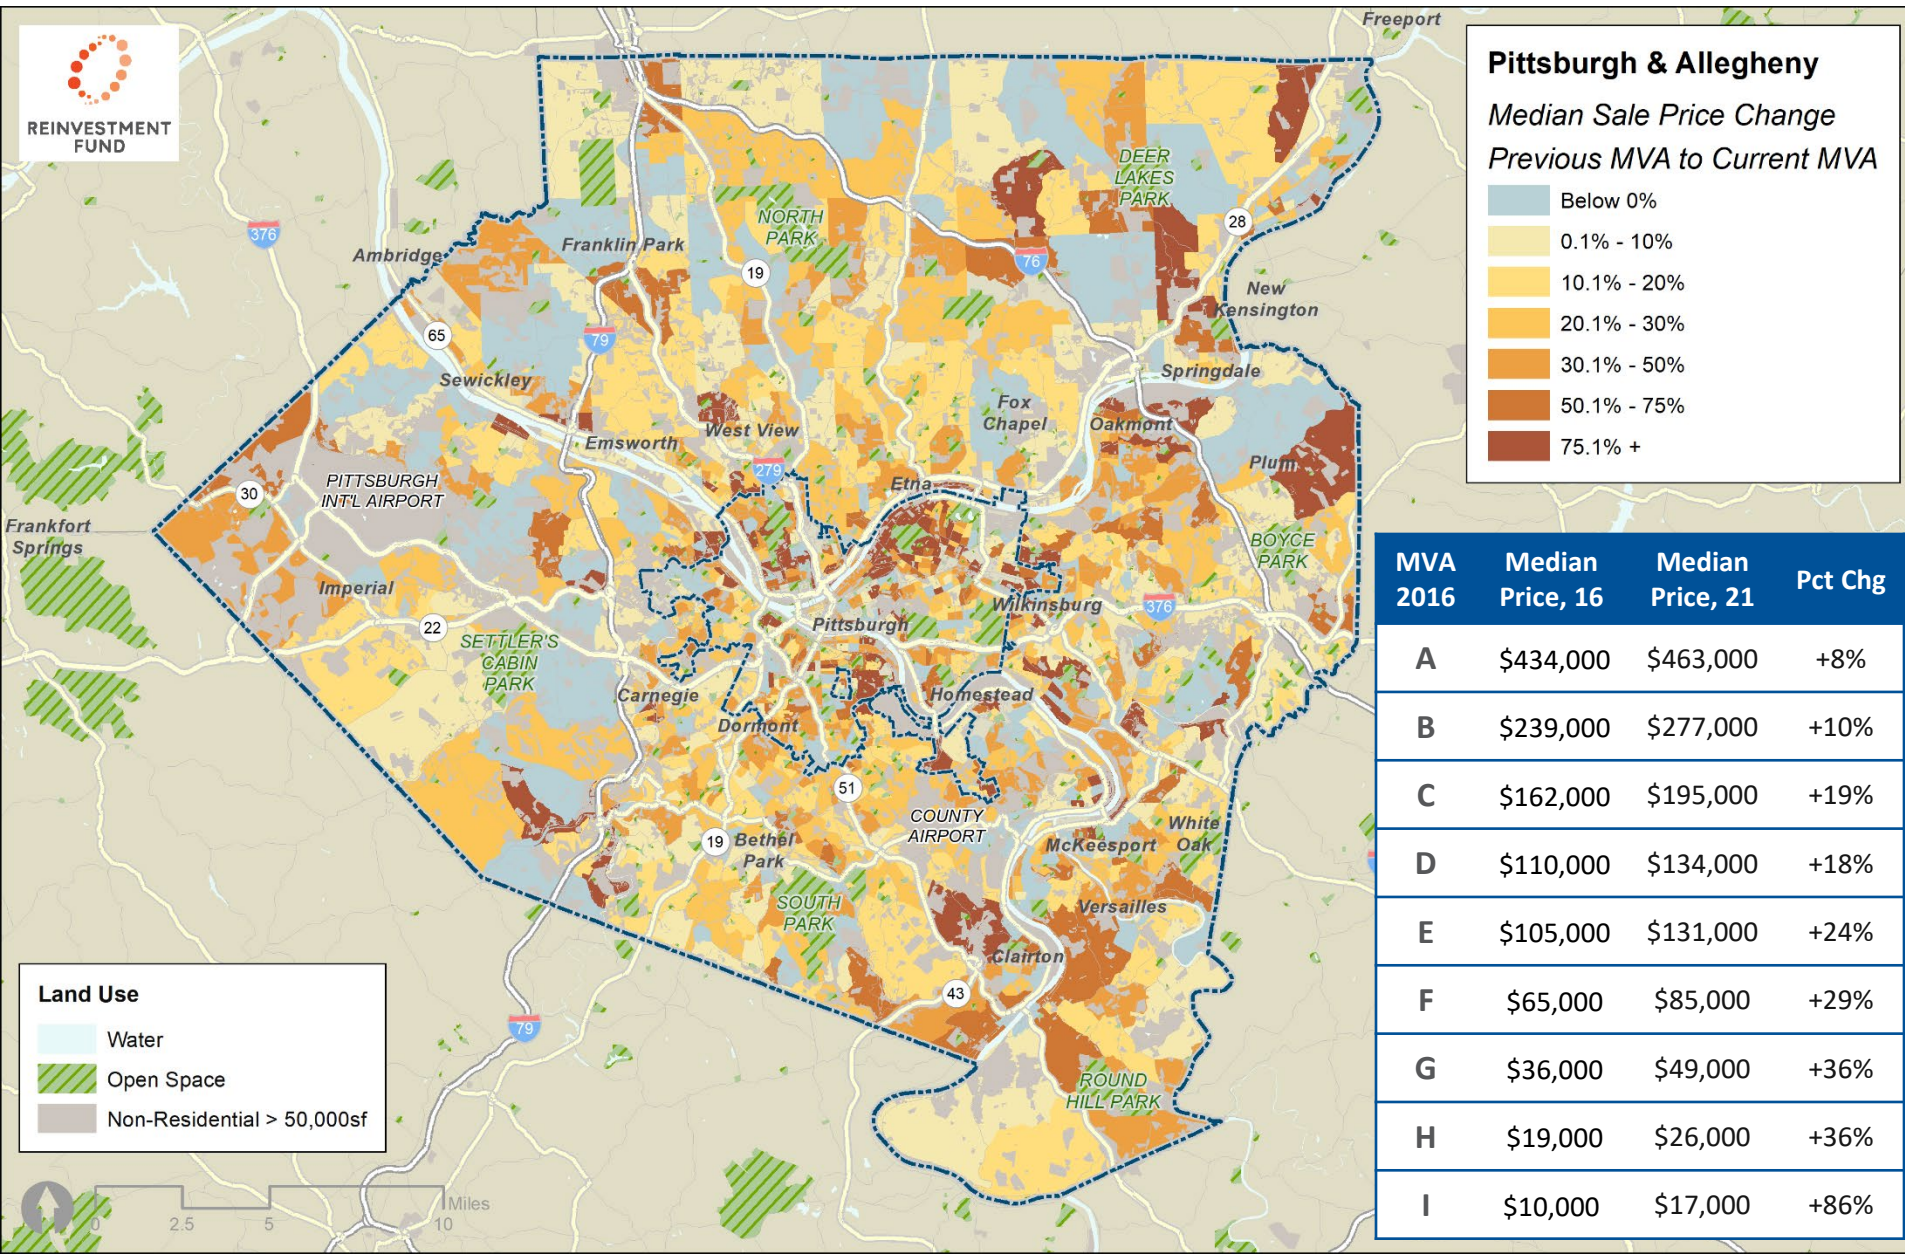 REINVESTMENT
FUND
Pittsburgh & Allegheny
Median Sale Price Change
Previous MVA to Current MVA
Below 0%
0.1% - 10%
10.1% - 20%
20.1% - 30%
30.1% - 50%
50.1% - 75%
75.1% +
Freeport
376
Ambridge
Franklin Park
NORTH
PARK
19
DEER
LAKES
PARK
28
76
New
Kensington
65
79
Sewickley
Springdale
Emsworth
West View
279
Fox
Chapel
Oakmont
Plum
PITTSBURGH
INT'L AIRPORT
30
Etna
Frankfort
Springs
BOYCE
PARK
Imperial
22
SETTLER'S
CABIN
PARK
Pittsburgh
Wilkinsburg
376
Carnegie
Dormont
Homestead
51
COUNTY
AIRPORT
19
Bethel
Park
McKeesport
White
Oak
SOUTH
PARK
Versailles
Clairton
43
79
ROUND
HILL PARK
MVA 2016 Median Price, 16 Median Price, 21 Pct Chg
A $434,000 $463,000 +8%
B $239,000 $277,000 +10%
C $162,000 $195,000 +19%
D $110,000 $134,000 +18%
E $105,000 $131,000 +24%
F $65,000 $85,000 +29%
G $36,000 $49,000 +36%
H $19,000 $26,000 +36%
I $10,000 $17,000 +86%
Land Use
Water
Open Space
Non-Residential > 50,000sf
Miles
0 2.5 5 10